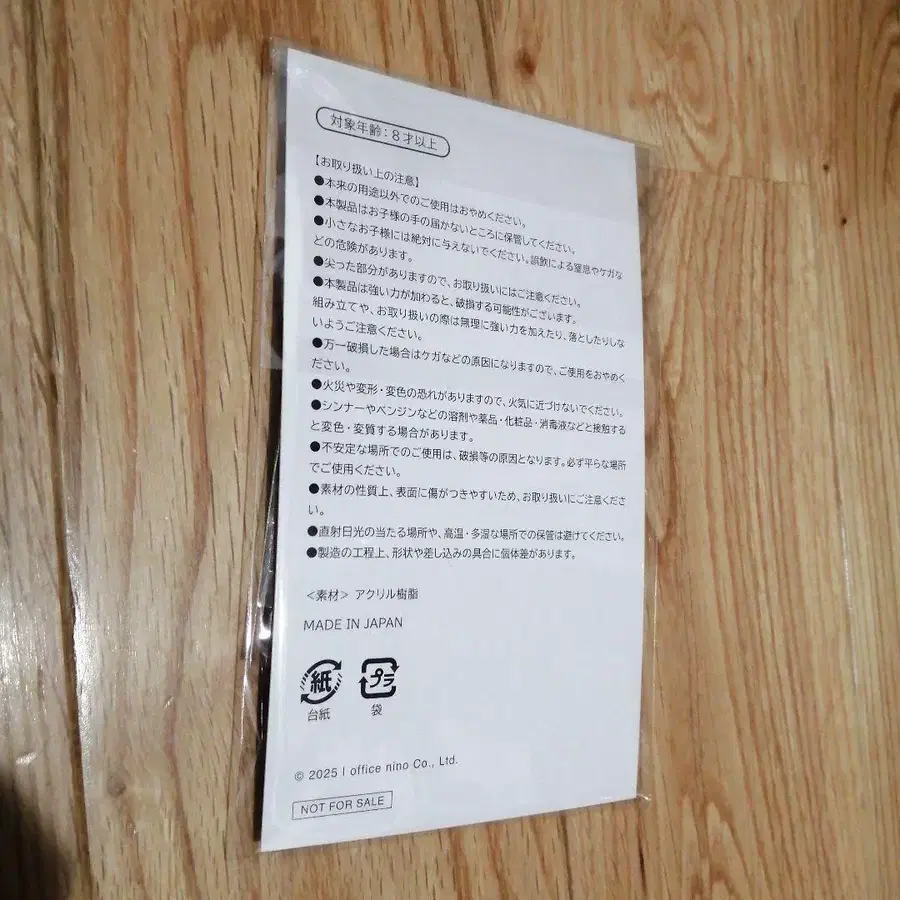 対象年齢：8才以上
【お取り扱い上の注意】
●本来の用途以外でのご使用はおやめください。
●本製品はお子様の手の届かないところに保管してください。
●小さなお子様には絶対に与えないでください。誤飲による窒息やケガな
どの危険があります。
●尖った部分がありますので、お取り扱いにはご注意ください。
●本製品は強い力が加わると、破損する可能性がございます。
組み立てや、お取り扱いの際は無理に強い力を加えたり、落としたりしな
いようご注意ください。
●万一破損した場合はケガなどの原因になりますので、ご使用をおやめく
ださい。
●火災や変形・変色の恐れがありますので、火気に近づけないでください。
●シンナーやベンジンなどの溶剤や薬品・化粧品・消毒液などと接触する
と変色・変質する場合があります。
●不安定な場所でのご使用は、破損等の原因となります。必ず平らな場所
でご使用ください。
●素材の性質上、表面に傷がつきやすいため、お取り扱いにご注意くださ
い。
●直射日光の当たる場所や、高温・多湿な場所での保管は避けてください。
●製造の工程上、形状や差し込みの具合に個体差があります。
＜素材＞ アクリル樹脂
MADE IN JAPAN
紙 プラ
台紙 袋
© 2025 I office nino Co., Ltd.
NOT FOR SALE